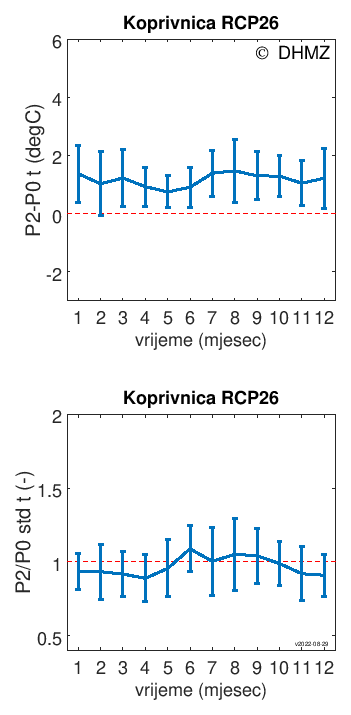 Koprivnica RCP26
© DHMZ
P2-P0 t (degC)
6
4
2
0
-2
1 2 3 4 5 6 7 8 9 10 11 12
vrijeme (mjesec)
Koprivnica RCP26
P2/P0 std t (-)
2
1.5
1
0.5
v2022-08-29
1 2 3 4 5 6 7 8 9 10 11 12
vrijeme (mjesec)